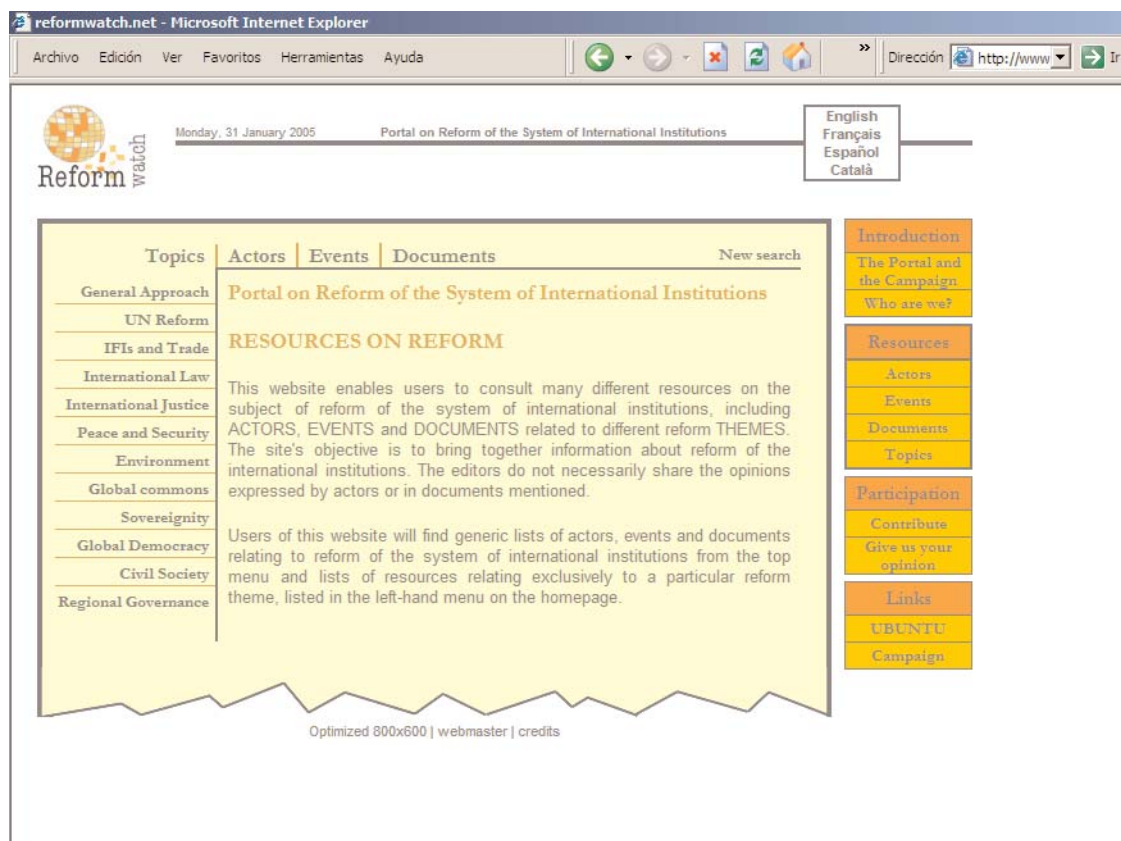 reformwatch.net - Microsoft Internet Explorer
Archivo Edición Ver Favoritos Herramientas Ayuda » Dirección http://www Ir
Reform watch
Monday, 31 January 2005 Portal on Reform of the System of International Institutions
English
Français
Español
Català
Topics Actors Events Documents New search
General Approach
UN Reform
IFIs and Trade
International Law
International Justice
Peace and Security
Environment
Global commons
Sovereignity
Global Democracy
Civil Society
Regional Governance
Portal on Reform of the System of International Institutions
RESOURCES ON REFORM
This website enables users to consult many different resources on the
subject of reform of the system of international institutions, including
ACTORS, EVENTS and DOCUMENTS related to different reform THEMES.
The site's objective is to bring together information about reform of the
international institutions. The editors do not necessarily share the opinions
expressed by actors or in documents mentioned.
Users of this website will find generic lists of actors, events and documents
relating to reform of the system of international institutions from the top
menu and lists of resources relating exclusively to a particular reform
theme, listed in the left-hand menu on the homepage.
Introduction
The Portal and
the Campaign
Who are we?
Resources
Actors
Events
Documents
Topics
Participation
Contribute
Give us your
opinion
Links
UBUNTU
Campaign
Optimized 800x600 | webmaster | credits